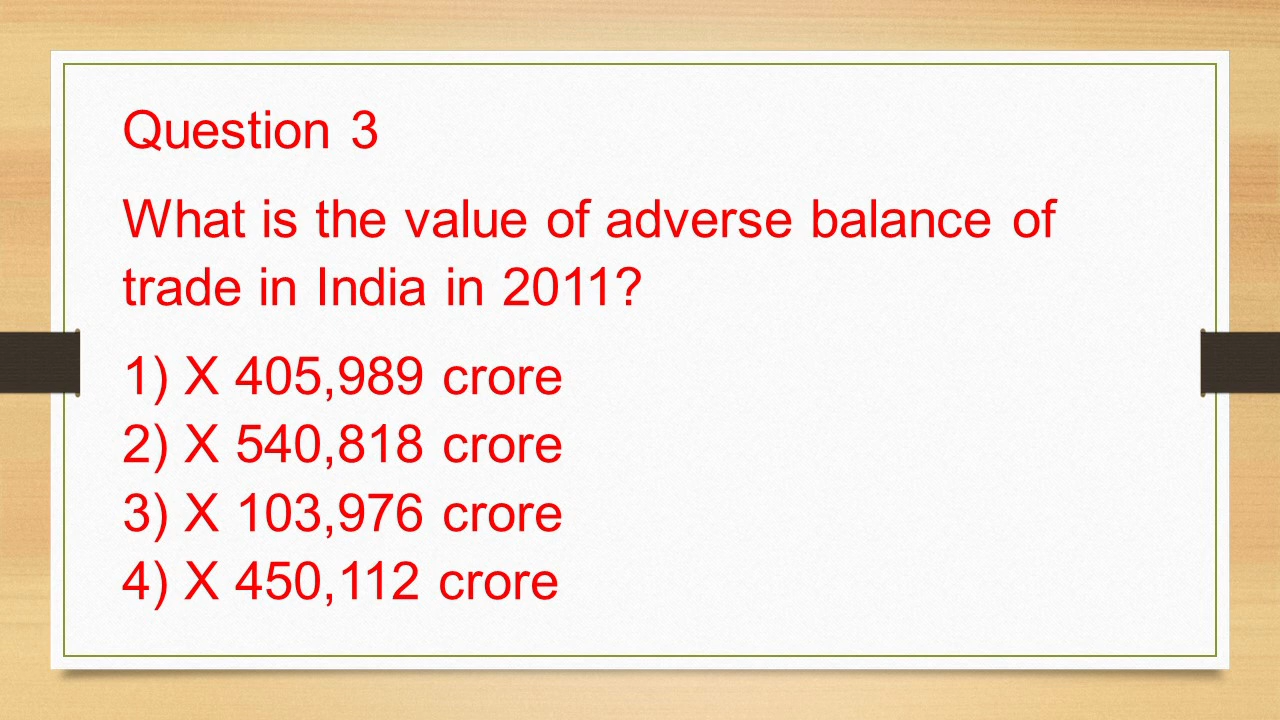 Question 3
What is the value of adverse balance of
trade in India in 2011?
1) X 405,989 crore
2) X 540,818 crore
3) X 103,976 crore
4) X 450,112 crore